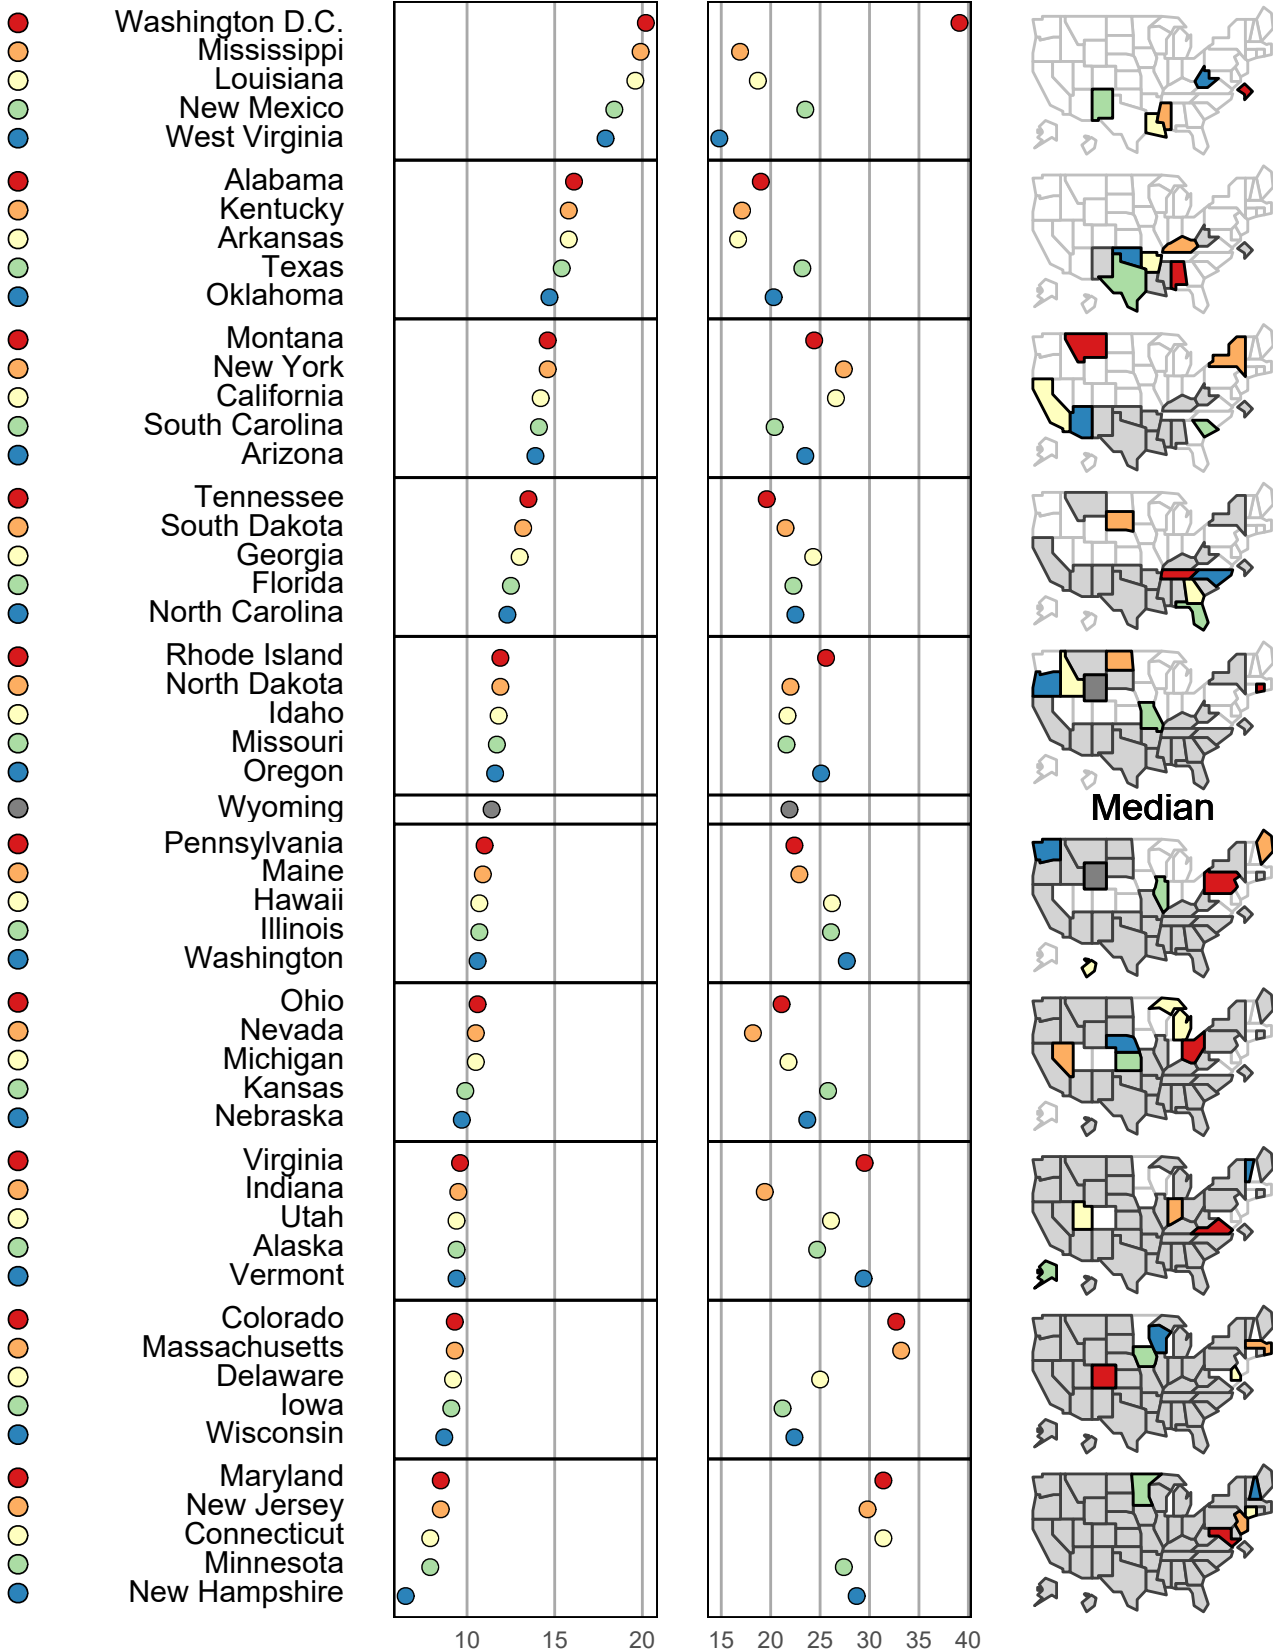 Washington D.C.
Mississippi
Louisiana
New Mexico
West Virginia
Alabama
Kentucky
Arkansas
Texas
Oklahoma
Montana
New York
California
South Carolina
Arizona
Tennessee
South Dakota
Georgia
Florida
North Carolina
Rhode Island
North Dakota
Idaho
Missouri
Oregon
Wyoming
Median
Pennsylvania
Maine
Hawaii
Illinois
Washington
Ohio
Nevada
Michigan
Kansas
Nebraska
Virginia
Indiana
Utah
Alaska
Vermont
Colorado
Massachusetts
Delaware
Iowa
Wisconsin
Maryland
New Jersey
Connecticut
Minnesota
New Hampshire
10 15 20 15 20 25 30 35 40